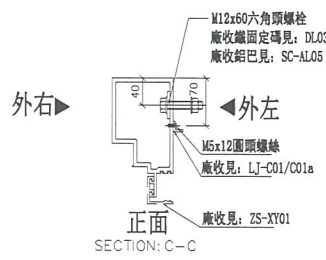 M12x60六角頭螺栓
廠收鐵固定碼見: DL03
廠收鋁巴見: SC-AL05
40
70
外右
外左
M5x12圓頭螺絲
廠收見: LJ-C01/C01a
廠收見: ZS-XY01
正面
SECTION: C-C